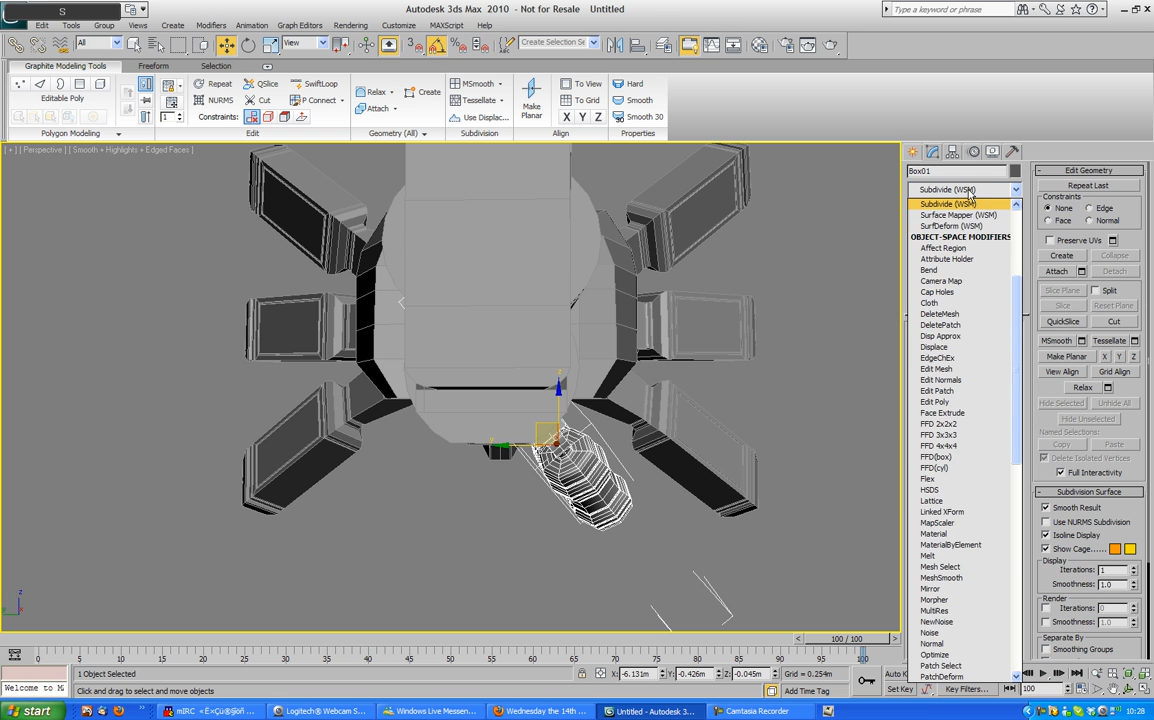 S
Autodesk 3ds Max 2010 - Not for Resale Untitled
Type a keyword or phrase
Edit Tools Group Views Create Modifiers Animation Graph Editors Rendering Customize MAXScript Help
All
View
Create Selection Se
Graphite Modeling Tools Freeform Selection
Editable Poly
Polygon Modeling
1
Repeat QSlice SwiftLoop
NURMS Cut P Connect
Constraints:
Edit
Relax Create
Attach
Geometry (All)
MSmooth
Tessellate
Use Displac...
Subdivision
Make Planar
To View
To Grid
X Y Z
Align
Hard
Smooth
Smooth 30
Properties
[ + ] [ Perspective ] [ Smooth + Highlights + Edged Faces ]
z
y
z
Box01
Subdivide (WSM)
Subdivide (WSM)
Surface Mapper (WSM)
SurfDeform (WSM)
OBJECT-SPACE MODIFIERS
Affect Region
Attribute Holder
Bend
Camera Map
Cap Holes
Cloth
DeleteMesh
DeletePatch
Disp Approx
Displace
EdgeChEx
Edit Mesh
Edit Normals
Edit Patch
Edit Poly
Face Extrude
FFD 2x2x2
FFD 3x3x3
FFD 4x4x4
FFD(box)
FFD(cyl)
Flex
HSDS
Lattice
Linked XForm
MapScaler
Material
MaterialByElement
Melt
Mesh Select
MeshSmooth
Mirror
Morpher
MultiRes
NewNoise
Noise
Normal
Optimize
Patch Select
PatchDeform
Edit Geometry
Repeat Last
Constraints
None Edge
Face Normal
Preserve UVs
Create Collapse
Attach Detach
Slice Plane Split
Slice Reset Plane
QuickSlice Cut
MSmooth Tessellate
Make Planar X Y Z
View Align Grid Align
Relax
Hide Selected Unhide All
Hide Unselected
Named Selections:
Copy Paste
Delete Isolated Vertices
Full Interactivity
Subdivision Surface
Smooth Result
Use NURMS Subdivision
Isoline Display
Show Cage......
Display
Iterations: 1
Smoothness: 1.0
Render
Iterations: 0
Smoothness: 1.0
Separate By
Smoothing Groups
100 / 100
0 5 10 15 20 25 30 35 40 45 50 55 60 65 70 75 80 85 90 95 100
Welcome to M
1 Object Selected
X: -6.131m Y: -0.426m Z: -0.045m Grid = 0.254m
Click and drag to select and move objects
Add Time Tag
Auto K
Set Key Key Filters... 100
start
Logitech® Webcam S...
Windows Live Messen...
Wednesday the 14th ...
Untitled - Autodesk 3...
Camtasia Recorder
10:28